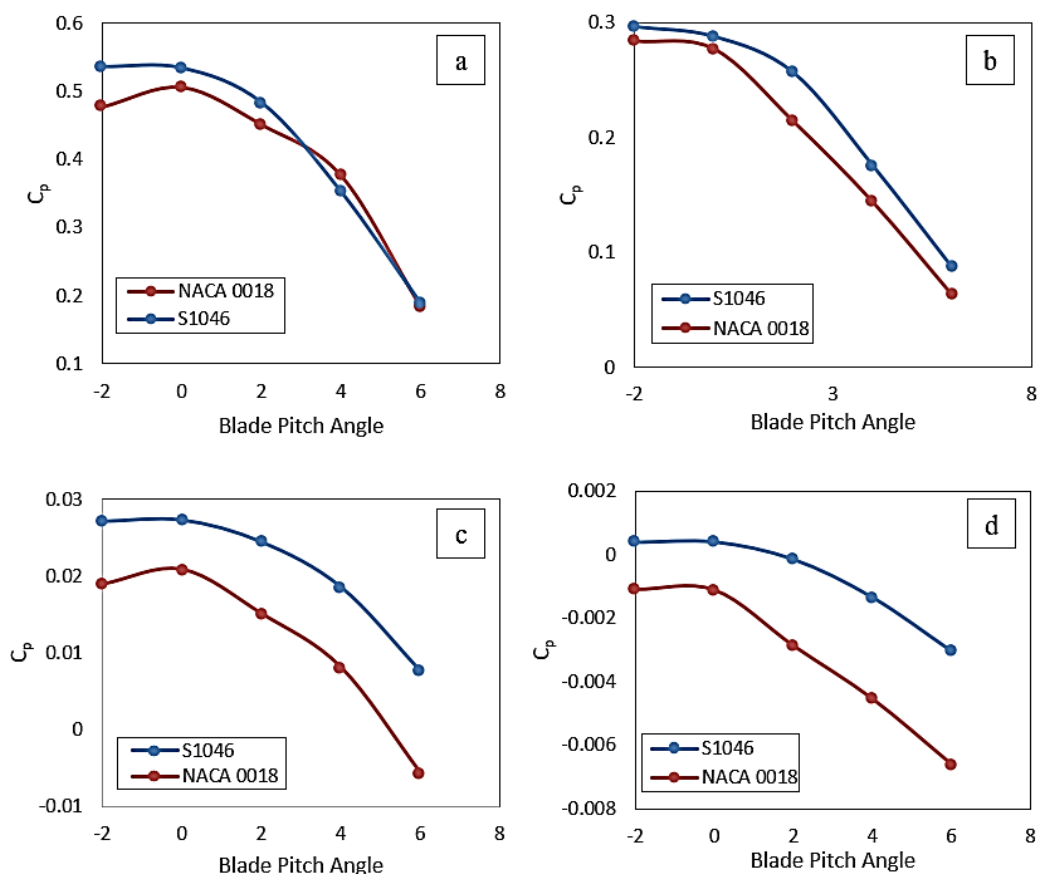 0.6
0.5
0.4
0.3
0.2
0.1
Cp
a
NACA 0018
S1046
-2 0 2 4 6 8
Blade Pitch Angle
0.3
0.2
0.1
0
Cp
b
S1046
NACA 0018
-2 3 8
Blade Pitch Angle
0.03
0.02
0.01
0
-0.01
Cp
c
S1046
NACA 0018
-2 0 2 4 6 8
Blade Pitch Angle
0.002
0
-0.002
-0.004
-0.006
-0.008
Cp
d
S1046
NACA 0018
-2 0 2 4 6 8
Blade Pitch Angle